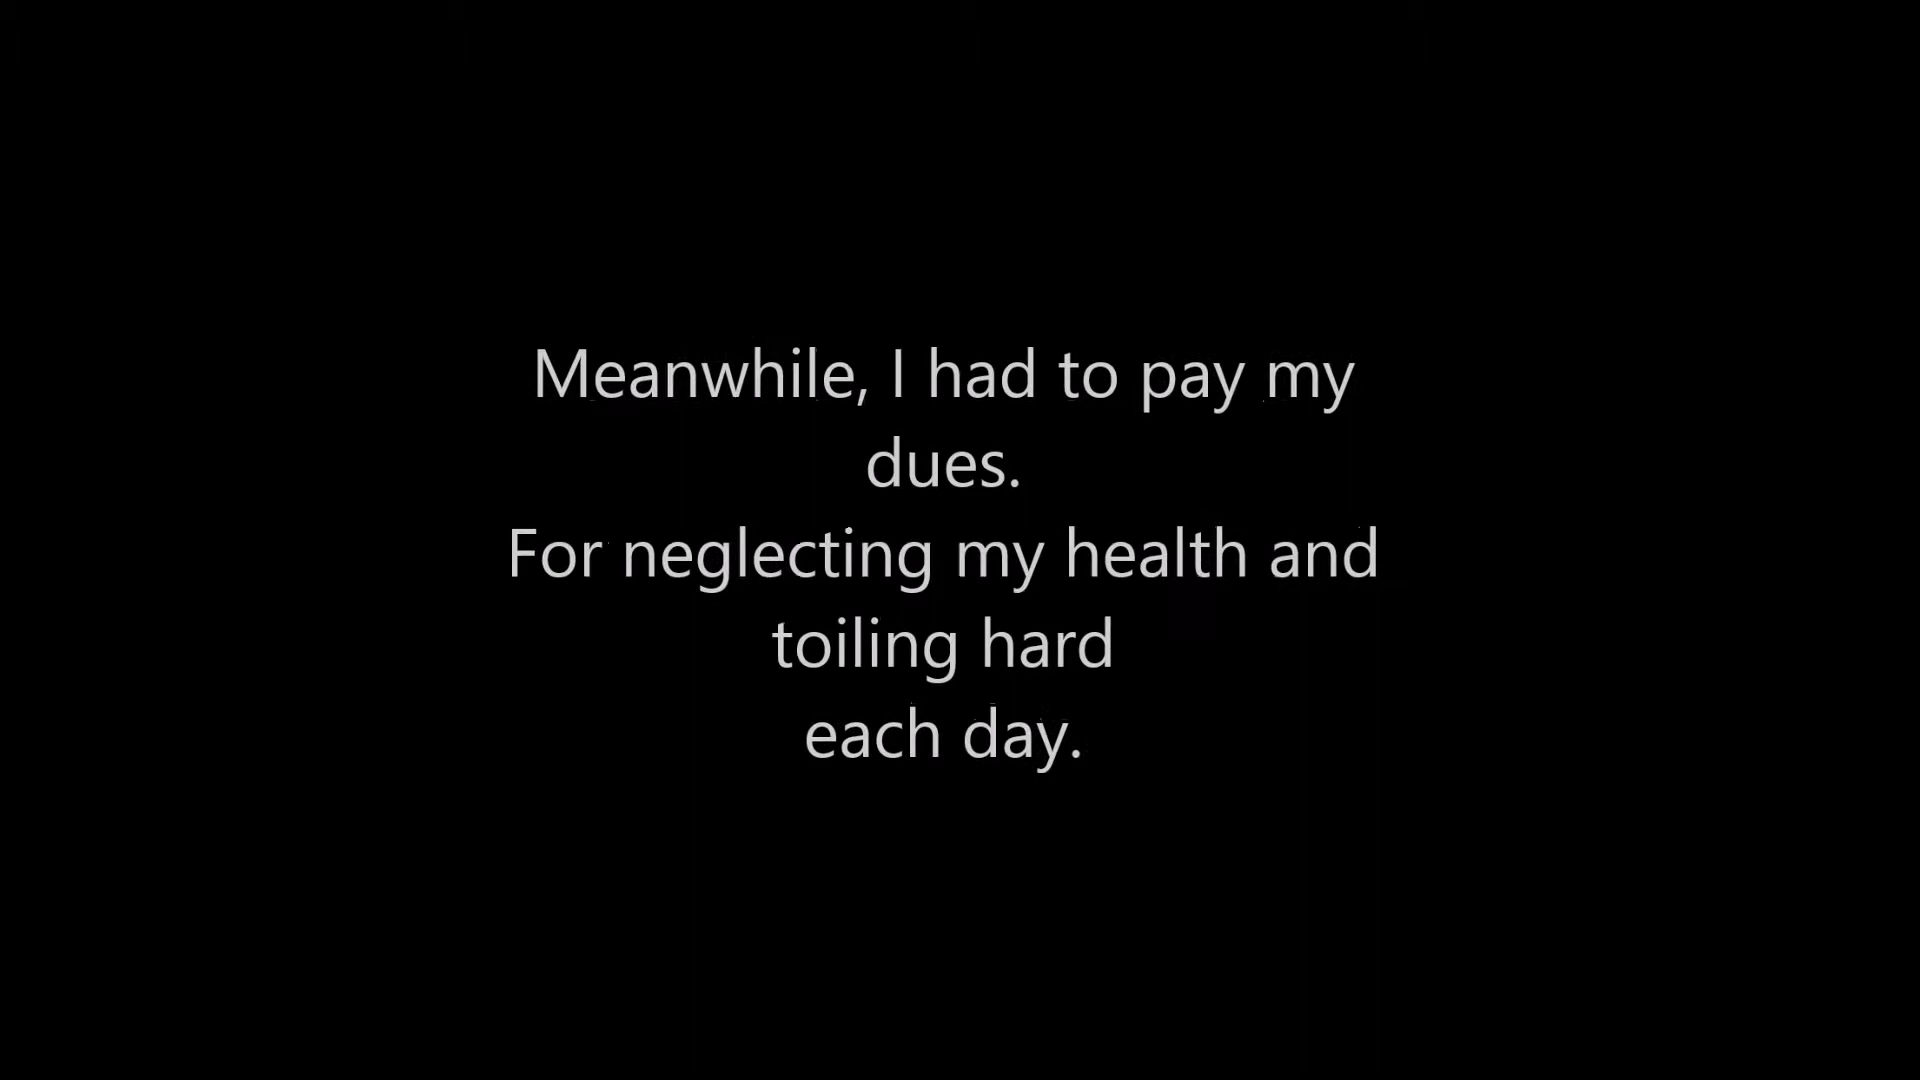 Meanwhile, I had to pay my
dues.
For neglecting my health and
toiling hard
each day.